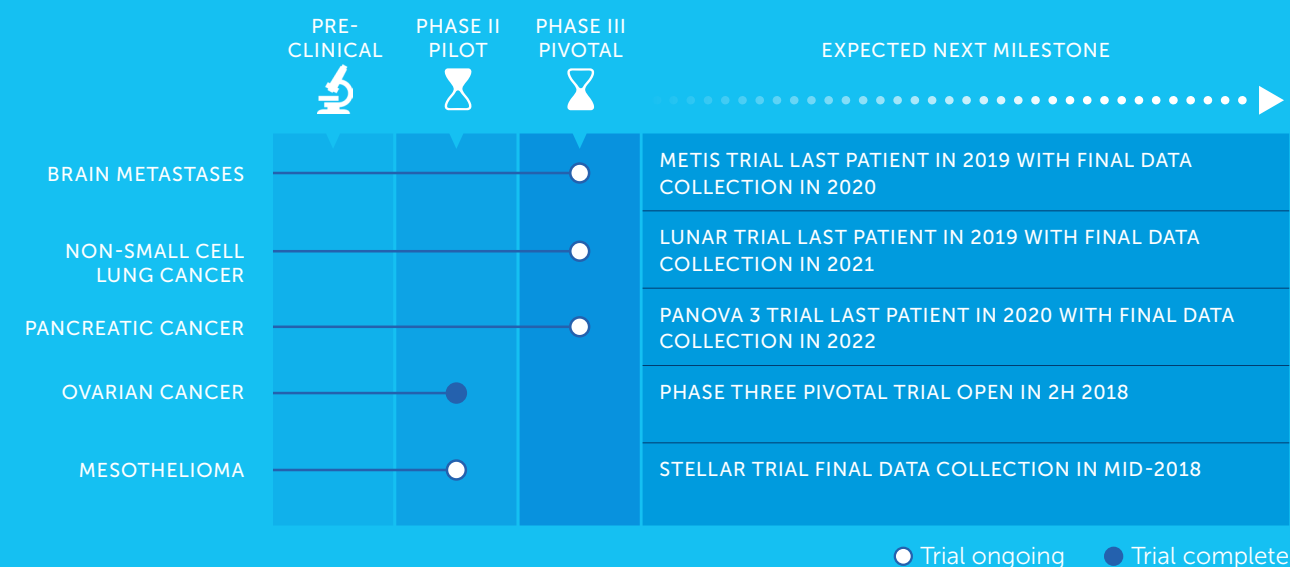 PRE-
CLINICAL
PHASE II
PILOT
PHASE III
PIVOTAL
EXPECTED NEXT MILESTONE
BRAIN METASTASES
METIS TRIAL LAST PATIENT IN 2019 WITH FINAL DATA
COLLECTION IN 2020
NON-SMALL CELL
LUNG CANCER
LUNAR TRIAL LAST PATIENT IN 2019 WITH FINAL DATA
COLLECTION IN 2021
PANCREATIC CANCER
PANOVA 3 TRIAL LAST PATIENT IN 2020 WITH FINAL DATA
COLLECTION IN 2022
OVARIAN CANCER
PHASE THREE PIVOTAL TRIAL OPEN IN 2H 2018
MESOTHELIOMA
STELLAR TRIAL FINAL DATA COLLECTION IN MID-2018
Trial ongoing
Trial complete